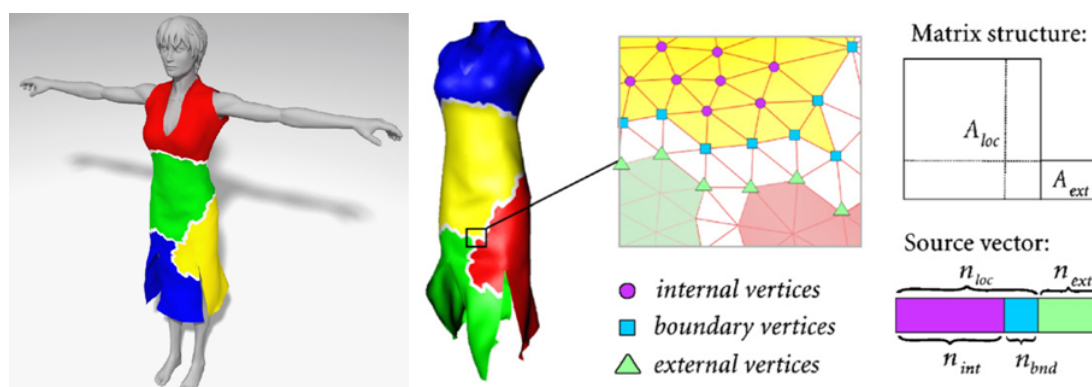 Matrix structure:
A_loc
A_ext
internal vertices
boundary vertices
external vertices
Source vector:
n_loc n_ext
n_int n_bnd